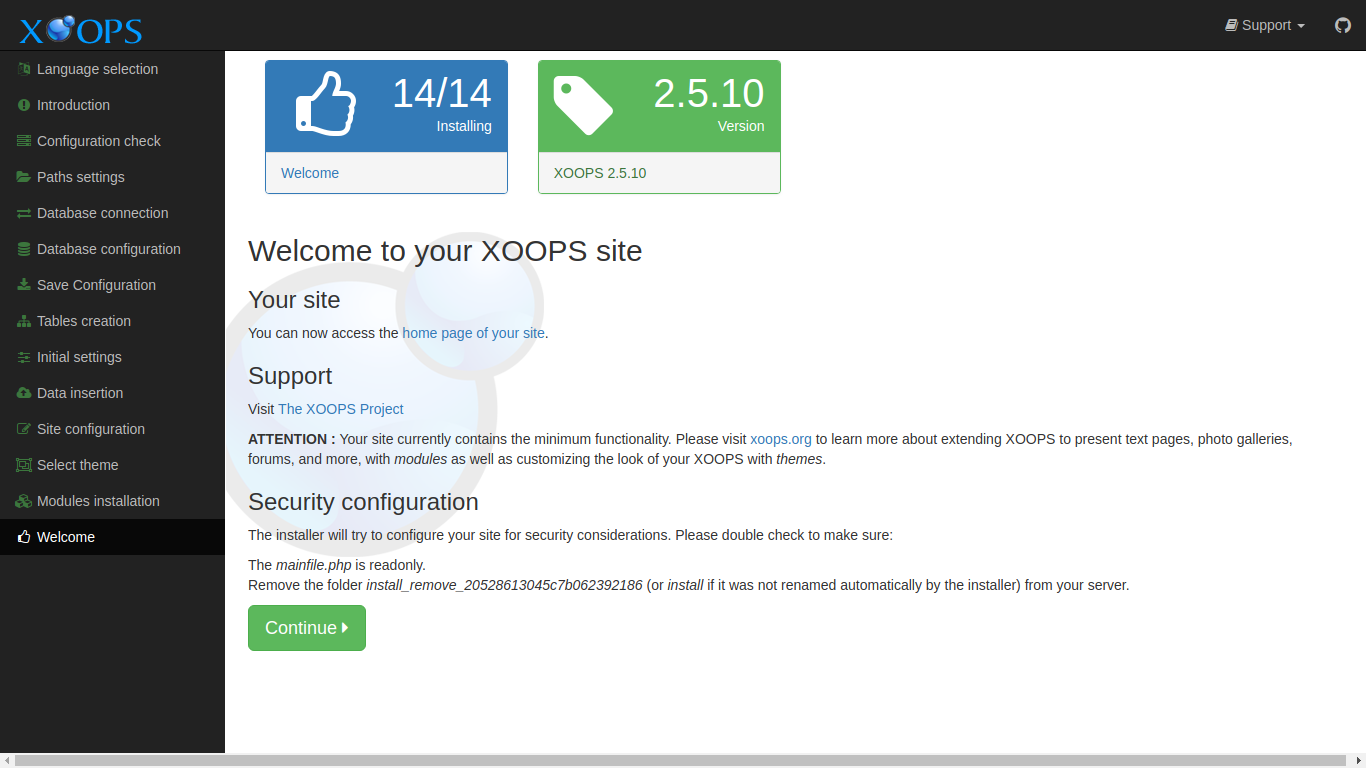 XOOPS
Support
Language selection
Introduction
Configuration check
Paths settings
Database connection
Database configuration
Save Configuration
Tables creation
Initial settings
Data insertion
Site configuration
Select theme
Modules installation
Welcome
14/14
Installing
Welcome
2.5.10
Version
XOOPS 2.5.10
Welcome to your XOOPS site
Your site
You can now access the home page of your site.
Support
Visit The XOOPS Project
ATTENTION : Your site currently contains the minimum functionality. Please visit xoops.org to learn more about extending XOOPS to present text pages, photo galleries,
forums, and more, with modules as well as customizing the look of your XOOPS with themes.
Security configuration
The installer will try to configure your site for security considerations. Please double check to make sure:
The mainfile.php is readonly.
Remove the folder install_remove_20528613045c7b062392186 (or install if it was not renamed automatically by the installer) from your server.
Continue